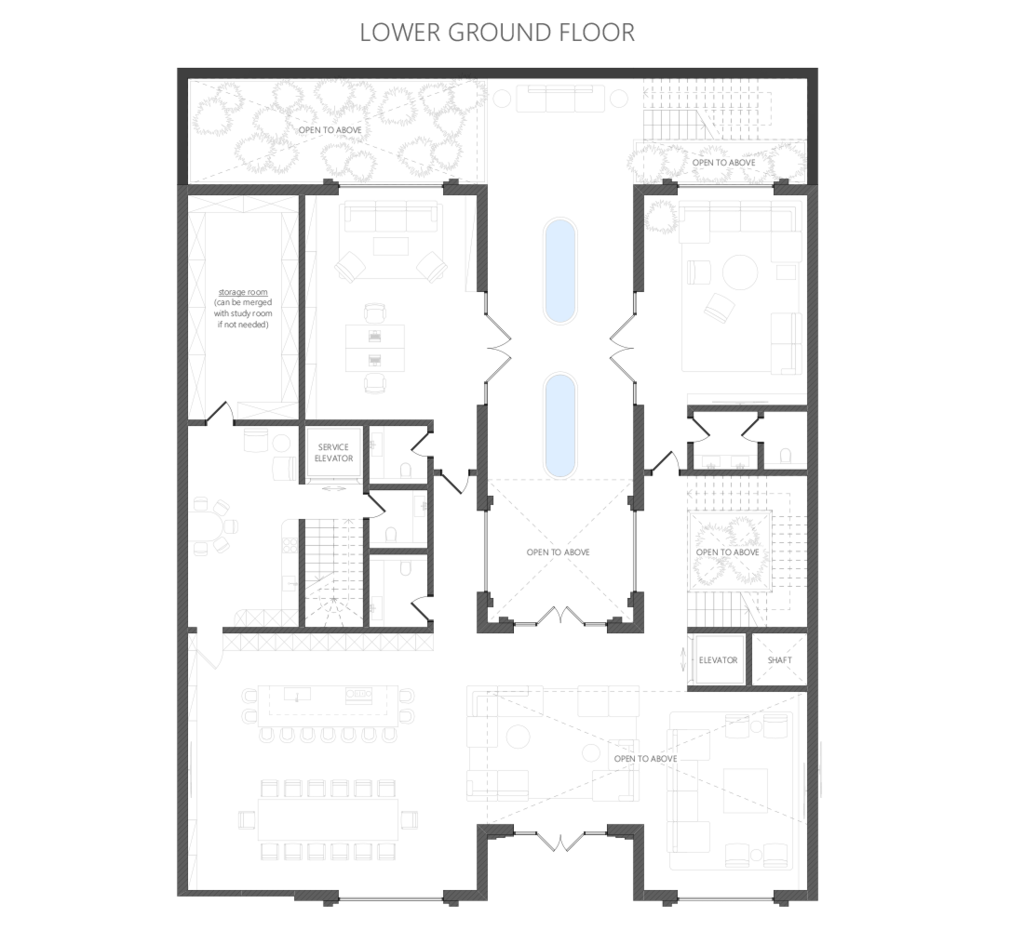 LOWER GROUND FLOOR
OPEN TO ABOVE
OPEN TO ABOVE
storage room
(can be merged
with study room
if not needed)
SERVICE
ELEVATOR
OPEN TO ABOVE
OPEN TO ABOVE
ELEVATOR
SHAFT
OPEN TO ABOVE